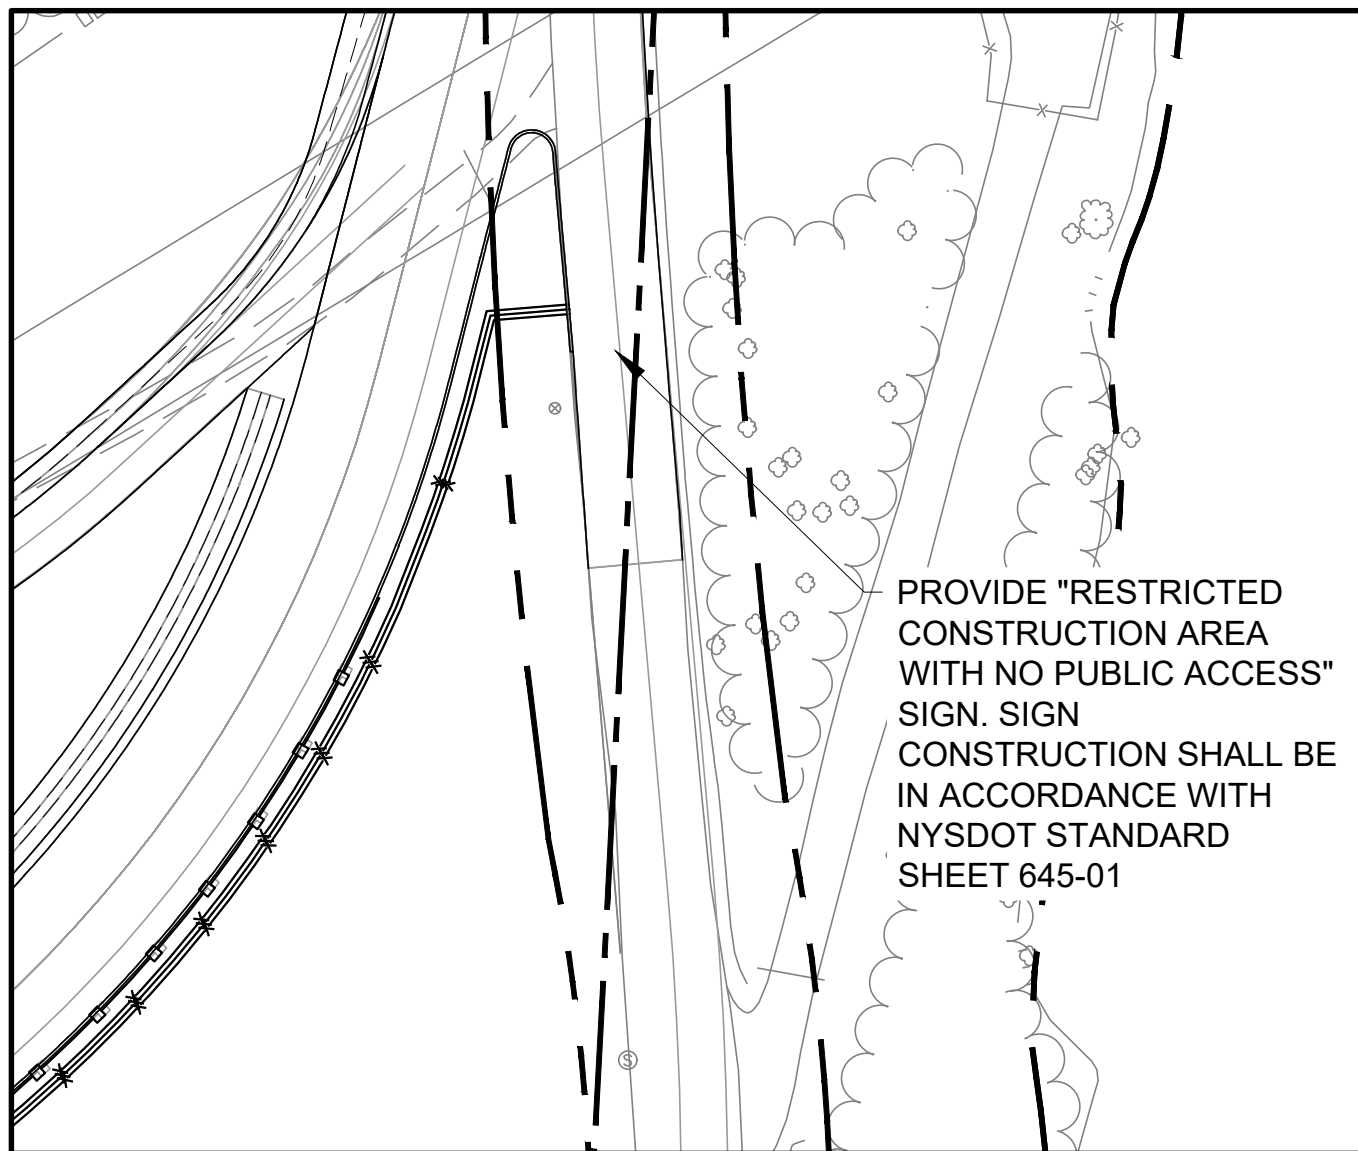 PROVIDE "RESTRICTED
CONSTRUCTION AREA
WITH NO PUBLIC ACCESS"
SIGN. SIGN
CONSTRUCTION SHALL BE
IN ACCORDANCE WITH
NYSDOT STANDARD
SHEET 645-01
S